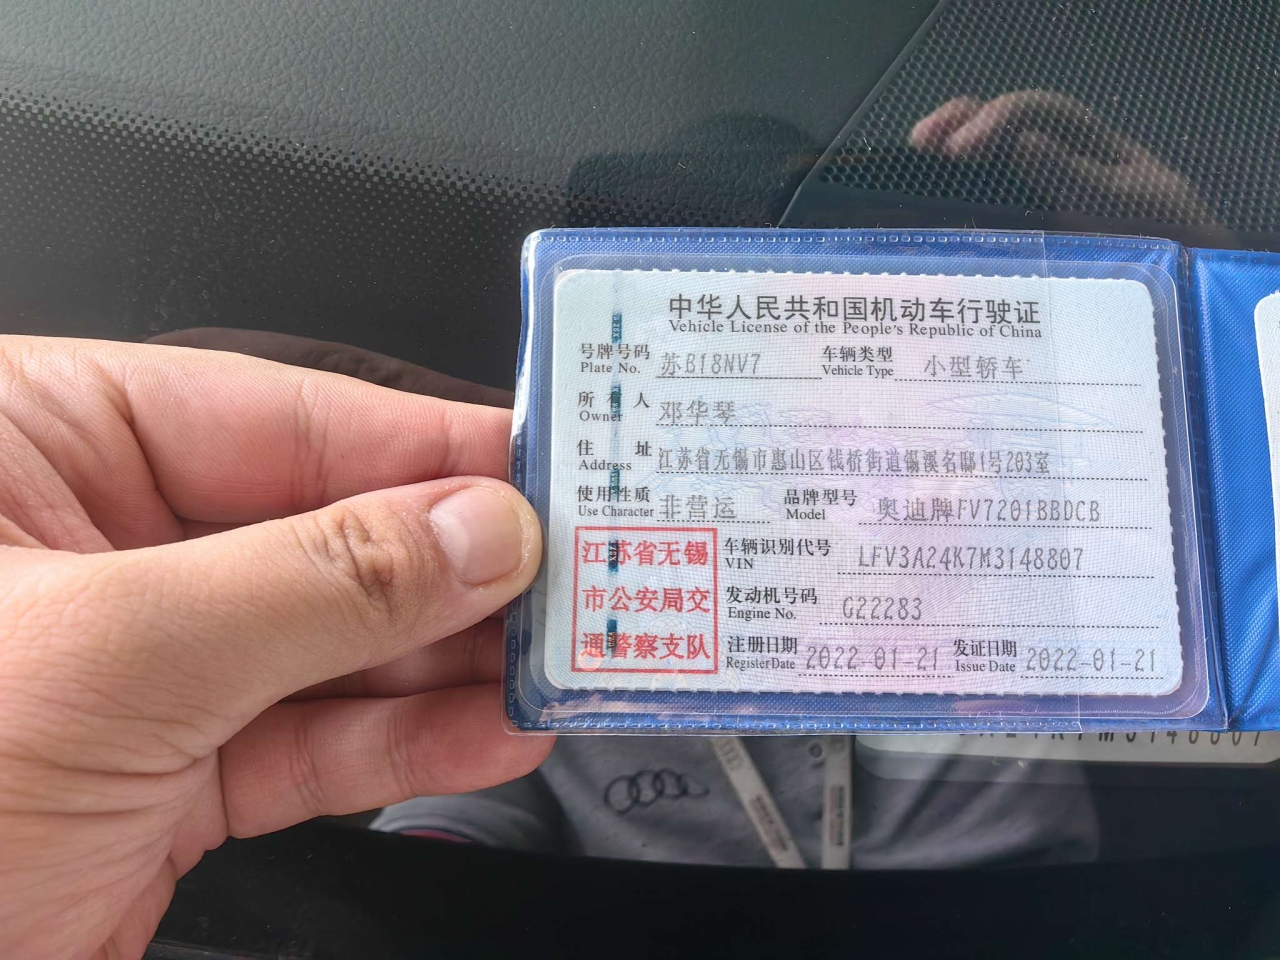 中华人民共和国机动车行驶证
Vehicle License of the People's Republic of China
号牌号码 苏B18NV7 车辆类型 小型轿车
Plate No. Vehicle Type
所有人 邓华琴
Owner
住址 江苏省无锡市惠山区钱桥街道锡溪名邸1号203室
Address
使用性质 非营运 品牌型号 奥迪牌FV7201BBDCB
Use Character Model
江苏省无锡
市公安局交
通警察支队
车辆识别代号 LFV3A24K7M3148807
VIN
发动机号码 G22283
Engine No.
注册日期 2022-01-21 发证日期 2022-01-21
Register Date Issue Date